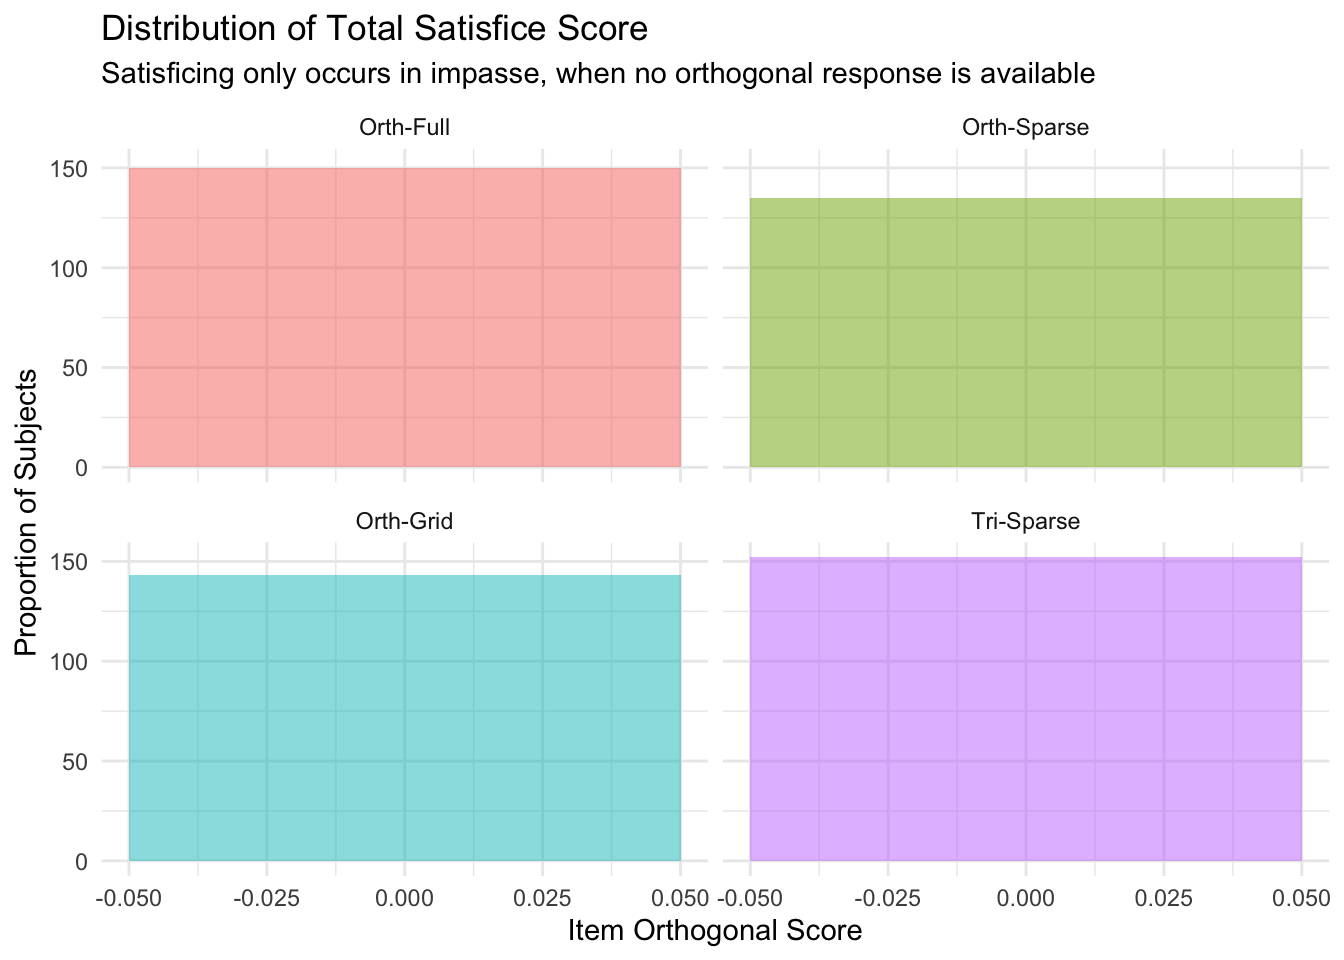 Distribution of Total Satisfice Score
Satisficing only occurs in impasse, when no orthogonal response is available
Orth-Full
Orth-Sparse
150
100
50
0
Orth-Grid
Tri-Sparse
150
100
50
0
-0.050 -0.025 0.000 0.025 0.050 -0.050 -0.025 0.000 0.025 0.050
Item Orthogonal Score
Proportion of Subjects